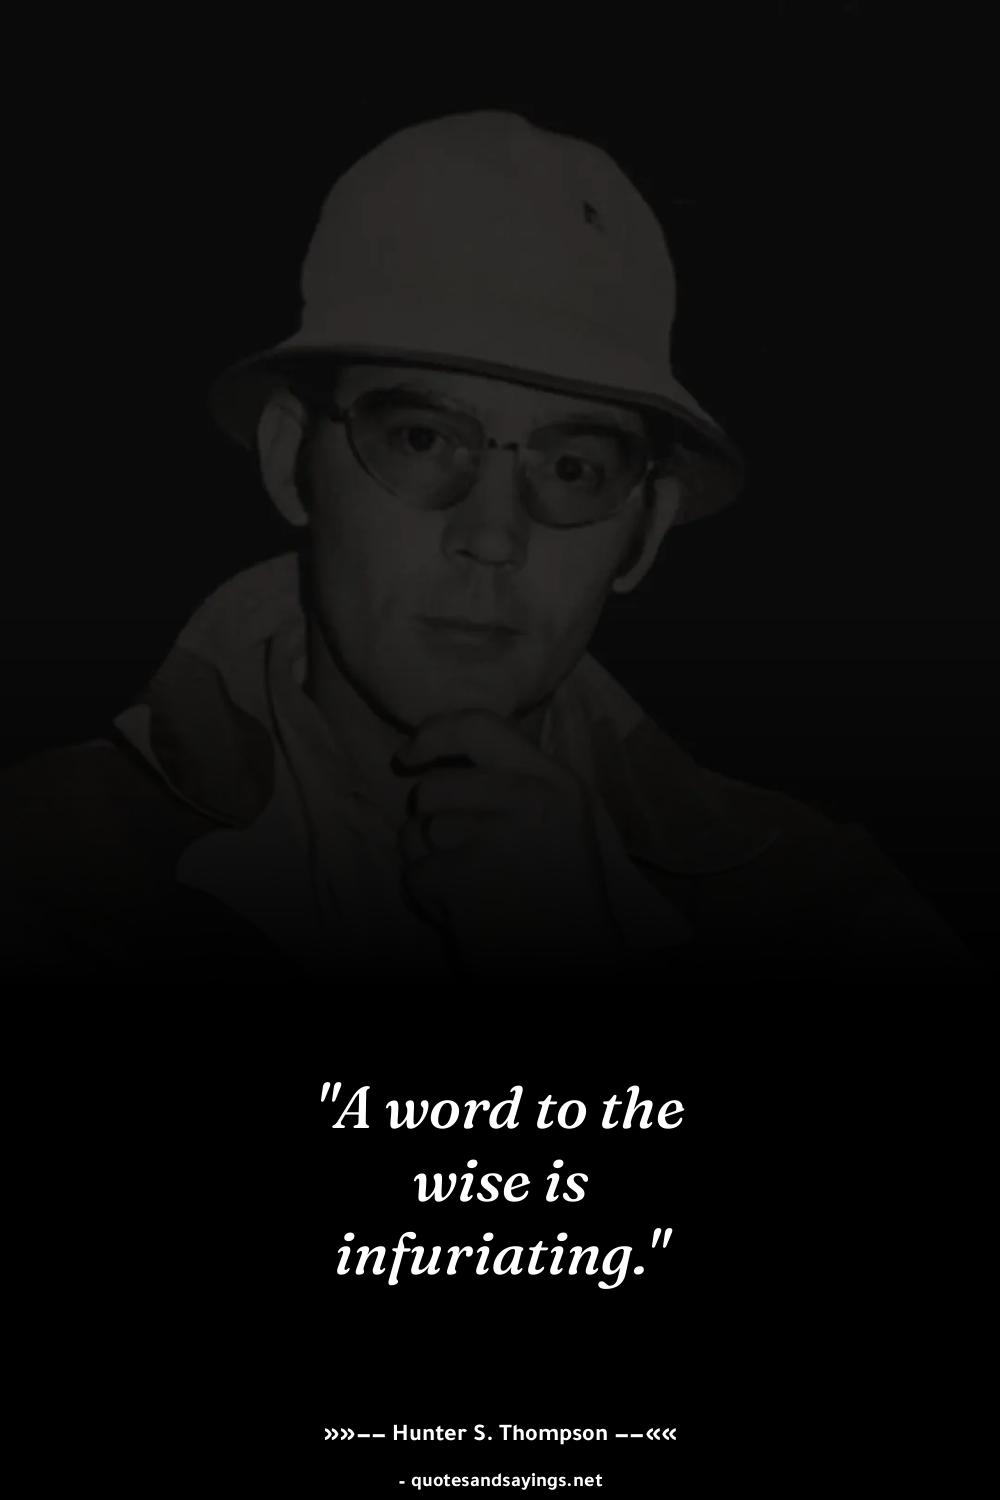 "A word to the
wise is
infuriating."
»»–– Hunter S. Thompson ––««
- quotesandsayings.net